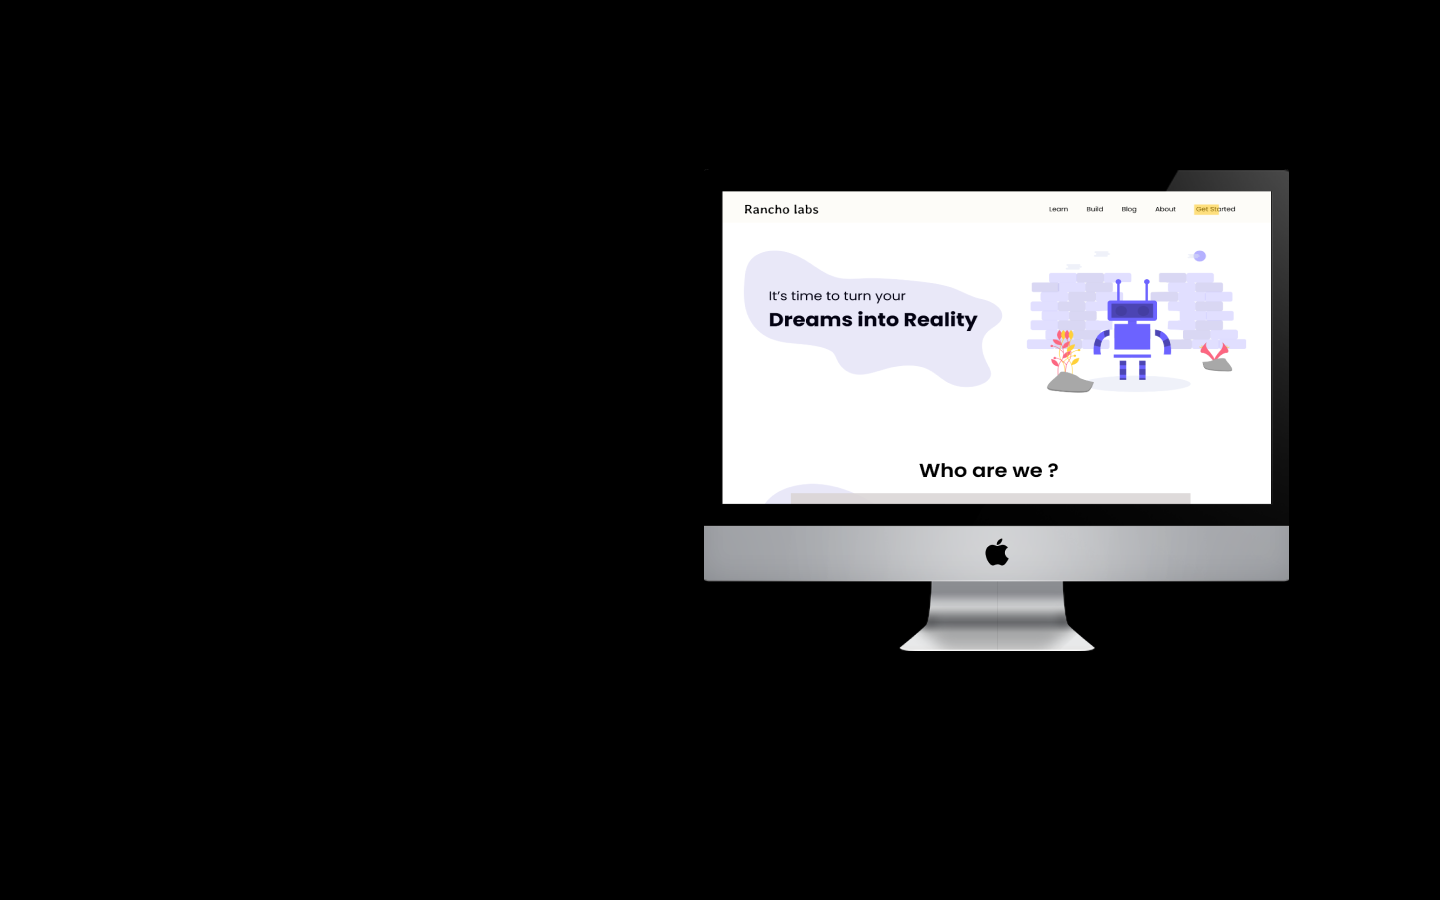 Rancho labs
Learn Build Blog About Get Started
It's time to turn your
Dreams into Reality
Who are we ?